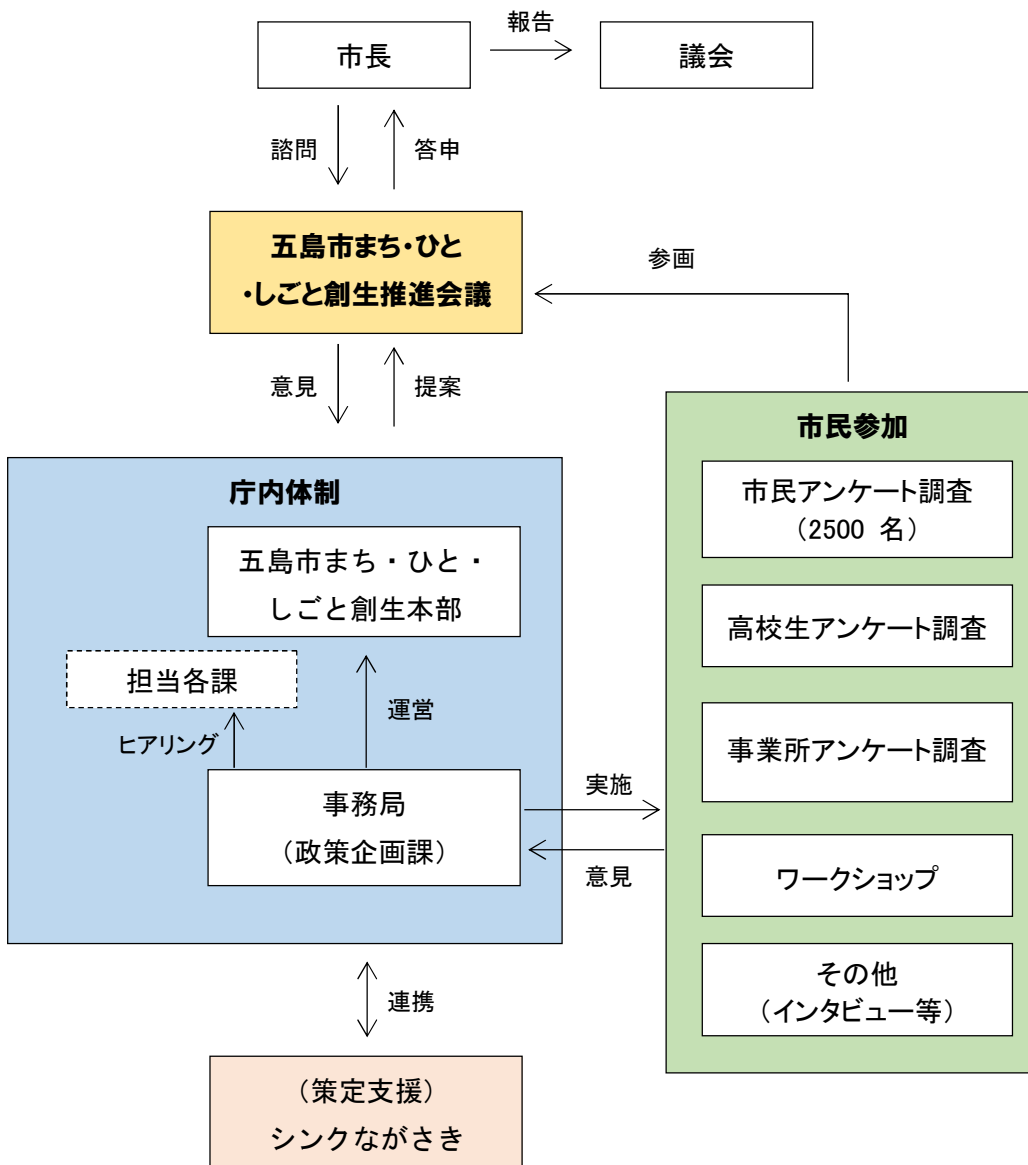 市長
報告
議会
諮問
答申
五島市まち・ひと
・しごと創生推進会議
参画
意見
提案
市民参加
市民アンケート調査
（2500 名）
高校生アンケート調査
事業所アンケート調査
ワークショップ
その他
（インタビュー等）
庁内体制
五島市まち・ひと・
しごと創生本部
担当各課
運営
ヒアリング
事務局
（政策企画課）
実施
意見
連携
（策定支援）
シンクながさき